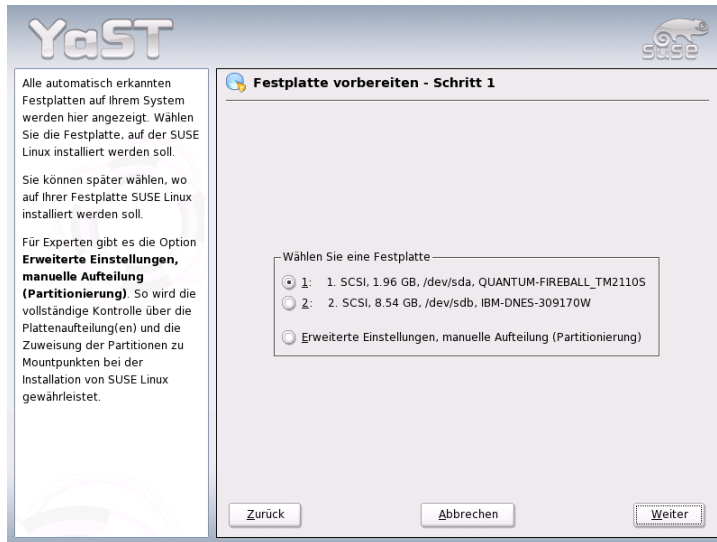 YaST
SUSE
Alle automatisch erkannten
Festplatten auf Ihrem System
werden hier angezeigt. Wählen
Sie die Festplatte, auf der SUSE
Linux installiert werden soll.
Sie können später wählen, wo
auf Ihrer Festplatte SUSE Linux
installiert werden soll.
Für Experten gibt es die Option
Erweiterte Einstellungen,
manuelle Aufteilung
(Partitionierung). So wird die
vollständige Kontrolle über die
Plattenaufteilung(en) und die
Zuweisung der Partitionen zu
Mountpunkten bei der
Installation von SUSE Linux
gewährleistet.
Festplatte vorbereiten - Schritt 1
Wählen Sie eine Festplatte
1: 1. SCSI, 1.96 GB, /dev/sda, QUANTUM-FIREBALL_TM2110S
2: 2. SCSI, 8.54 GB, /dev/sdb, IBM-DNES-309170W
Erweiterte Einstellungen, manuelle Aufteilung (Partitionierung)
Zurück
Abbrechen
Weiter